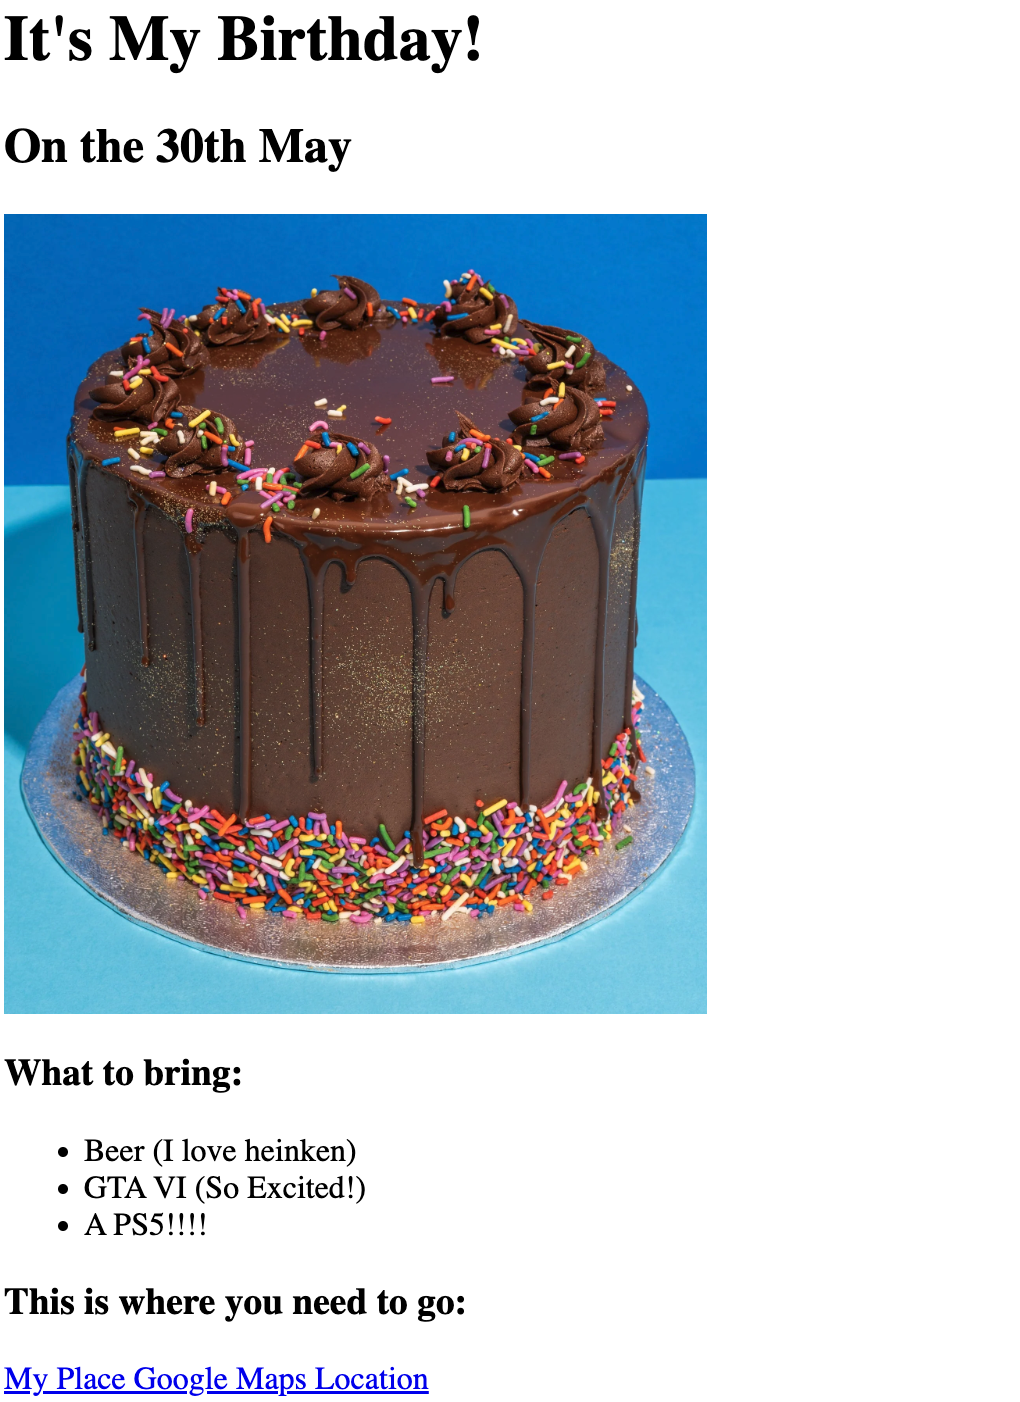 It's My Birthday!
On the 30th May
What to bring:
Beer (I love heinken)
GTA VI (So Excited!)
A PS5!!!!
This is where you need to go:
My Place Google Maps Location